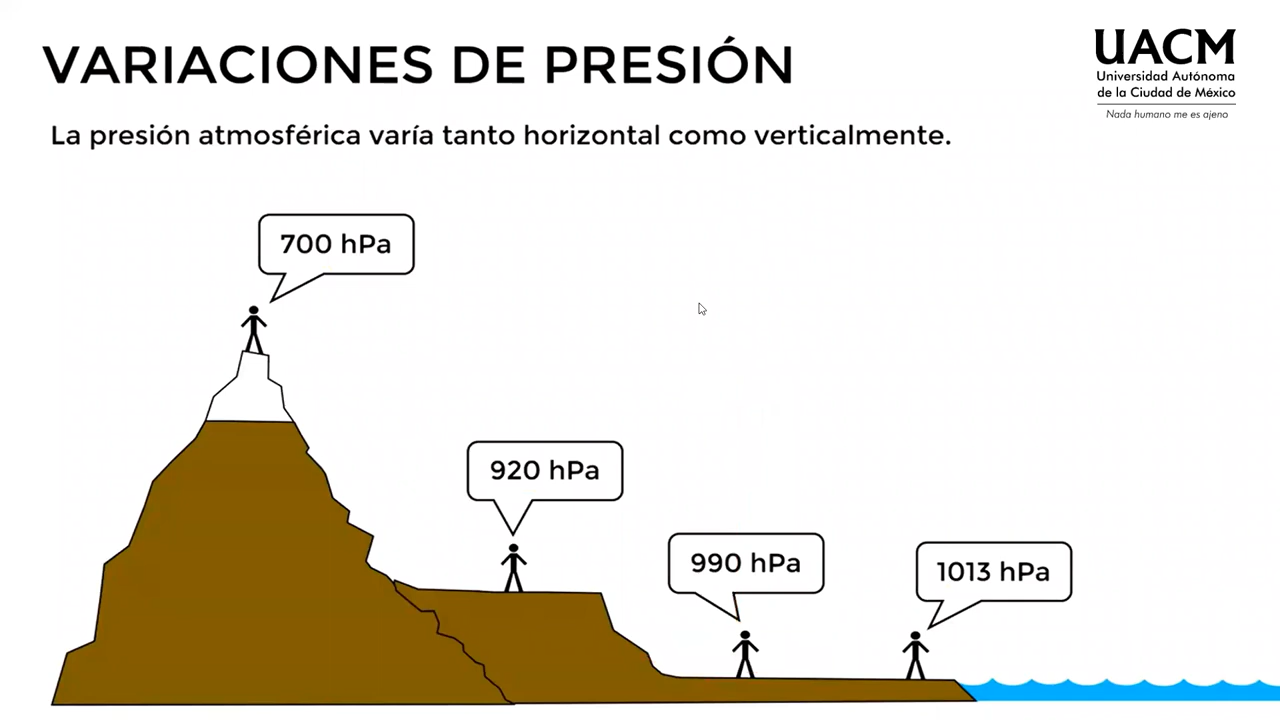 VARIACIONES DE PRESIÓN
UACM
Universidad Autónoma
de la Ciudad de México
Nada humano me es ajeno
La presión atmosférica varía tanto horizontal como verticalmente.
700 hPa
920 hPa
990 hPa
1013 hPa